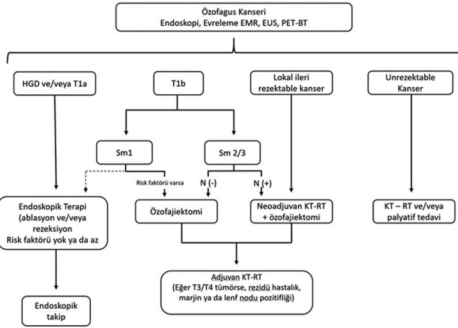 Özofagus Kanseri
Endoskopi, Evreleme EMR, EUS, PET-BT
HGD ve/veya T1a
T1b
Lokal ileri
rezektable kanser
Unrezektable
Kanser
Sm1
Sm 2/3
Risk faktörü varsa
N (-)
N (+)
Endoskopik Terapi
(ablasyon ve/veya
rezeksiyon
Risk faktörü yok ya da az
Özofajiektomi
Neoadjuvan KT-RT
+ özofajiektomi
KT – RT ve/veya
palyatif tedavi
Adjuvan KT-RT
(Eğer T3/T4 tümörse, rezidü hastalık,
marjin ya da lenf nodu pozitifliği)
Endoskopik
takip